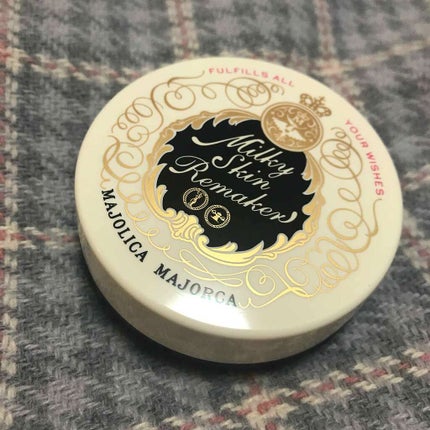 FULFILLS ALL
YOUR WISHES
Milky
Skin
Remaker
MAJOLICA MAJORCA